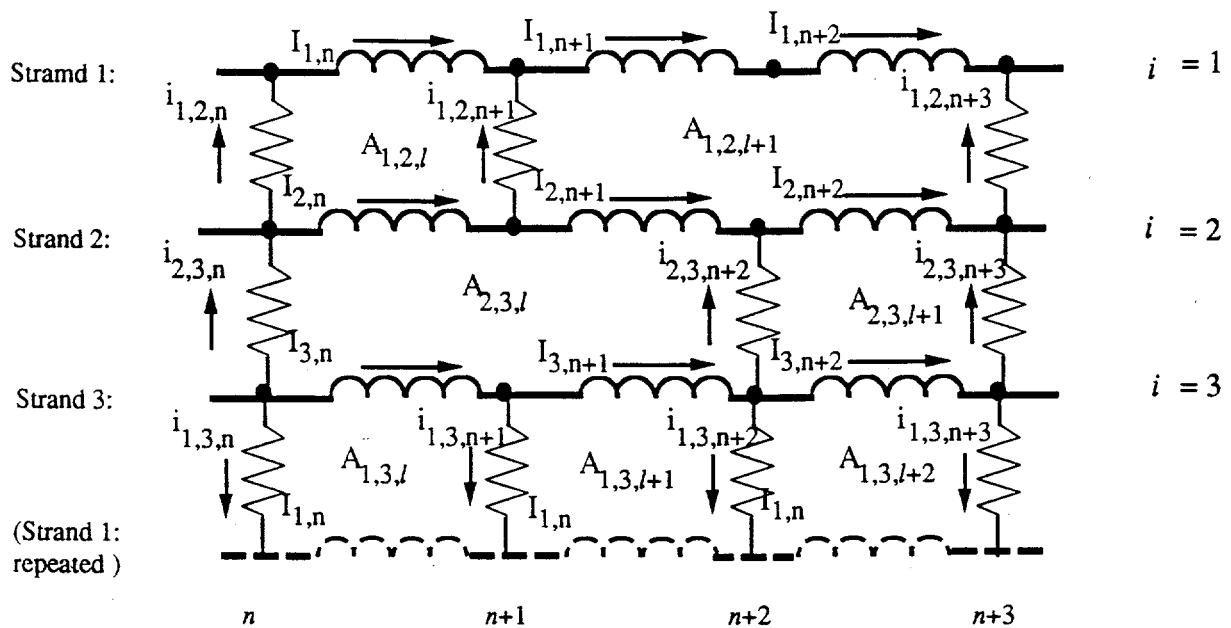 I1,n I1,n+1 I1,n+2
Stramd 1: i = 1
i1,2,n i1,2,n+1 i1,2,n+3
A1,2,l A1,2,l+1
I2,n I2,n+1 I2,n+2
Strand 2: i = 2
i2,3,n i2,3,n+2 i2,3,n+3
A2,3,l A2,3,l+1
I3,n I3,n+1 I3,n+2
Strand 3: i = 3
i1,3,n i1,3,n+1 i1,3,n+2 i1,3,n+3
A1,3,l A1,3,l+1 A1,3,l+2
I1,n I1,n I1,n
(Strand 1:
repeated )
n n+1 n+2 n+3